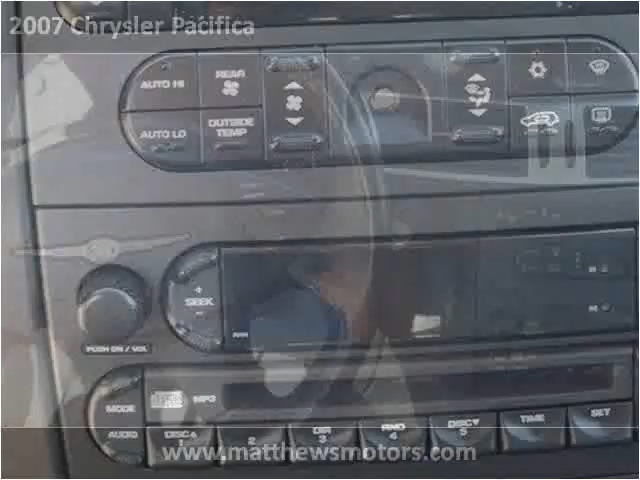 2007 Chrysler Pacifica
AUTO HI
REAR
AUTO LO
OUTSIDE
TEMP
+
SEEK
-
PUSH ON / VOL
MODE
MP3
AUDIO
DISC▲
1
2
DIR
3
RND
4
DISC▼
5
TIME
SET
www.matthewsmotors.com